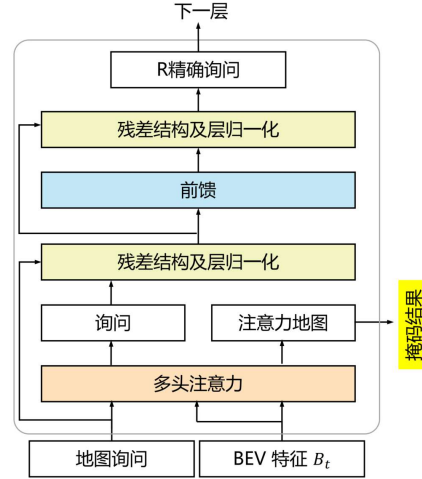 下一层
R精确询问
残差结构及层归一化
前馈
残差结构及层归一化
询问
注意力地图
掩码结果
多头注意力
地图询问
BEV 特征 B_t